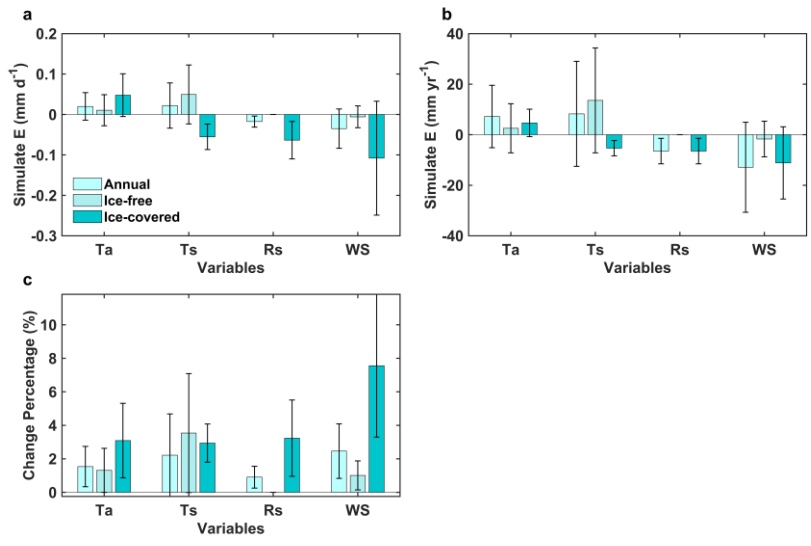 a
0.2
0.1
0
-0.1
-0.2
-0.3
Simulate E (mm d⁻¹)
Annual
Ice-free
Ice-covered
Ta Ts Rs WS
Variables
b
40
20
0
-20
-40
Simulate E (mm yr⁻¹)
Ta Ts Rs WS
Variables
c
10
8
6
4
2
0
Change Percentage (%)
Ta Ts Rs WS
Variables